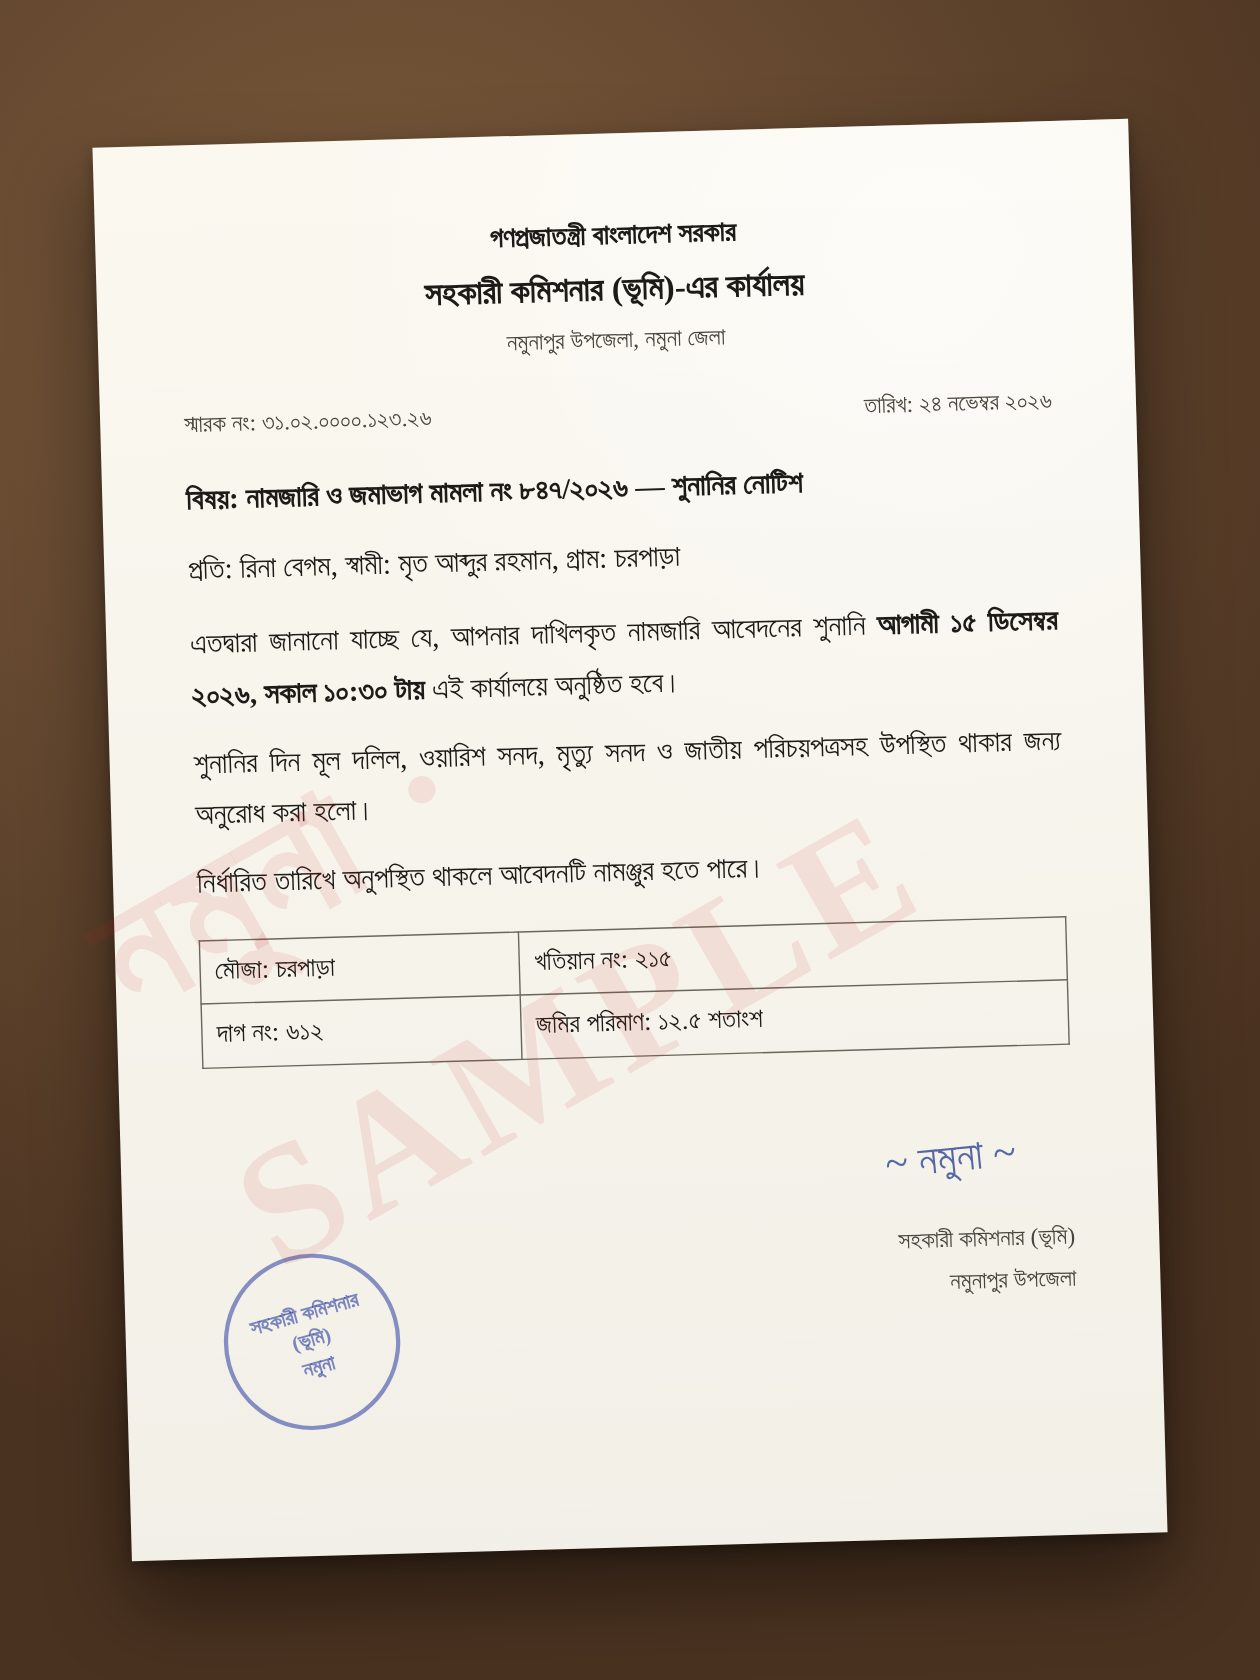 গণপ্রজাতন্ত্রী বাংলাদেশ সরকার
সহকারী কমিশনার (ভূমি)-এর কার্যালয়
নমুনাপুর উপজেলা, নমুনা জেলা
স্মারক নং: ৩১.০২.০০০০.১২৩.২৬
তারিখ: ২৪ নভেম্বর ২০২৬
বিষয়: নামজারি ও জমাভাগ মামলা নং ৮৪৭/২০২৬ — শুনানির নোটিশ
প্রতি: রিনা বেগম, স্বামী: মৃত আব্দুর রহমান, গ্রাম: চরপাড়া
এতদ্বারা জানানো যাচ্ছে যে, আপনার দাখিলকৃত নামজারি আবেদনের শুনানি আগামী ১৫ ডিসেম্বর
২০২৬, সকাল ১০:৩০ টায় এই কার্যালয়ে অনুষ্ঠিত হবে।
শুনানির দিন মূল দলিল, ওয়ারিশ সনদ, মৃত্যু সনদ ও জাতীয় পরিচয়পত্রসহ উপস্থিত থাকার জন্য
অনুরোধ করা হলো।
নির্ধারিত তারিখে অনুপস্থিত থাকলে আবেদনটি নামঞ্জুর হতে পারে।
মৌজা: চরপাড়া
খতিয়ান নং: ২১৫
দাগ নং: ৬১২
জমির পরিমাণ: ১২.৫ শতাংশ
নমুনা ·
SAMPLE
~ নমুনা ~
সহকারী কমিশনার (ভূমি)
নমুনাপুর উপজেলা
সহকারী কমিশনার
(ভূমি)
নমুনা